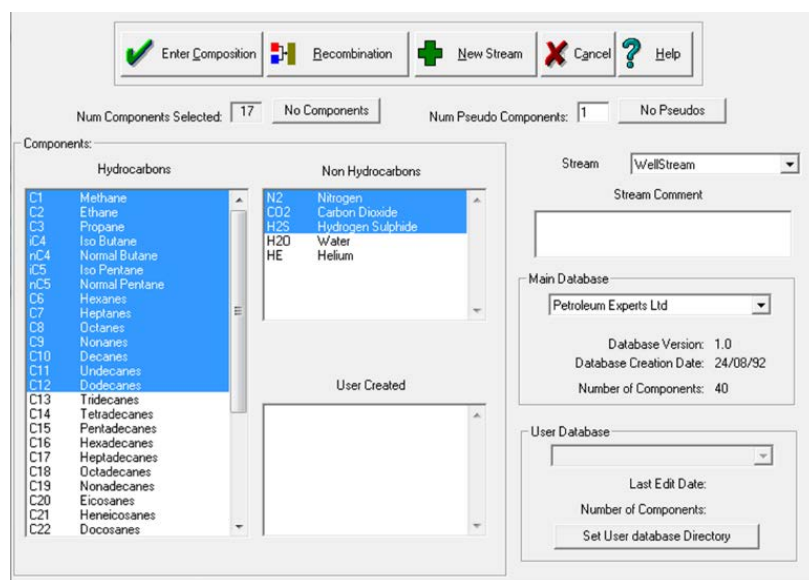 Enter Composition Recombination New Stream Cancel Help
Num Components Selected: 17 No Components Num Pseudo Components: 1 No Pseudos
Components:
Hydrocarbons
C1 Methane
C2 Ethane
C3 Propane
iC4 Iso Butane
nC4 Normal Butane
iC5 Iso Pentane
nC5 Normal Pentane
C6 Hexanes
C7 Heptanes
C8 Octanes
C9 Nonanes
C10 Decanes
C11 Undecanes
C12 Dodecanes
C13 Tridecanes
C14 Tetradecanes
C15 Pentadecanes
C16 Hexadecanes
C17 Heptadecanes
C18 Octadecanes
C19 Nonadecanes
C20 Eicosanes
C21 Heneicosanes
C22 Docosanes
Non Hydrocarbons
N2 Nitrogen
CO2 Carbon Dioxide
H2S Hydrogen Sulphide
H2O Water
HE Helium
User Created
Stream WellStream
Stream Comment
Main Database
Petroleum Experts Ltd
Database Version: 1.0
Database Creation Date: 24/08/92
Number of Components: 40
User Database
Last Edit Date:
Number of Components:
Set User database Directory